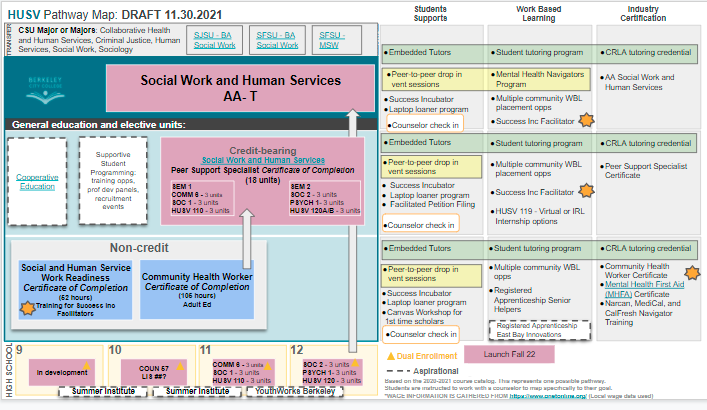 HUSV Pathway Map: DRAFT 11.30.2021
TRANSFER
CSU Major or Majors: Collaborative Health
and Human Services, Criminal Justice, Human
Services, Social Work, Sociology
SJSU - BA
Social Work
SFSU - BA
Social Work
SFSU -
MSW
BERKELEY
CITY COLLEGE
Social Work and Human Services
AA- T
General education and elective units:
Cooperative
Education
Supportive
Student
Programming:
training opps,
prof dev panels,
recruitment
events
Credit-bearing
Social Work and Human Services
Peer Support Specialist Certificate of Completion
(18 units)
SEM 1
COMM 6 - 3 units
SOC 1 - 3 units
HUSV 110 - 3 units
SEM 2
SOC 2 - 3 units
PSYCH 1- 3 units
HUSV 120A/B - 3 units
Non-credit
Social and Human Service
Work Readiness
Certificate of Completion
(62 hours)
Training for Success Inc
Facilitators
Community Health Worker
Certificate of Completion
(106 hours)
Adult Ed
HIGH SCHOOL
9
In development
10
COUN 57
LIS ##?
11
COMM 6 - 3 units
SOC 1 - 3 units
HUSV 110 - 3 units
12
SOC 2 - 3 units
PSYCH 1- 3 units
HUSV 120 - 3 units
Summer Institute
Summer Institute
YouthWorks Berkeley
Students
Supports
Work Based
Learning
Industry
Certification
●Embedded Tutors
●Student tutoring program
●CRLA tutoring credential
●Peer-to-peer drop in
vent sessions
●Mental Health Navigators
Program
●AA Social Work and
Human Services
●Success Incubator
●Laptop loaner program
●Counselor check in
●Multiple community WBL
placement opps
●Success Inc Facilitator
●Embedded Tutors
●Student tutoring program
●CRLA tutoring credential
●Peer-to-peer drop in
vent sessions
●Multiple community WBL
placement opps
●Peer Support Specialist
Certificate
●Success Incubator
●Laptop loaner program
●Facilitated Petition Filing
●Counselor check in
●Success Inc Facilitator
●HUSV 119 - Virtual or IRL
Internship options
●Embedded Tutors
●Student tutoring program
●CRLA tutoring credential
●Peer-to-peer drop in
vent sessions
●Multiple community WBL
opps
●Community Health
Worker Certificate
●Mental Health First Aid
(MHFA) Certificate
●Narcan, MediCal, and
CalFresh Navigator
Training
●Success Incubator
●Laptop loaner program
●Canvas Workshop for
1st time scholars
●Counselor check in
●Registered
Apprenticeship Senior
Helpers
Registered Apprenticeship
East Bay Innovations
Dual Enrollment
Launch Fall 22
Aspirational
Based on the 2020-2021 course catalog. This represents one possible pathway.
Students are instructed to work with a counselor to map specifically to their goal.
*WAGE INFORMATION IS GATHERED FROM https://www.onetonline.org/ (Local wage data used)